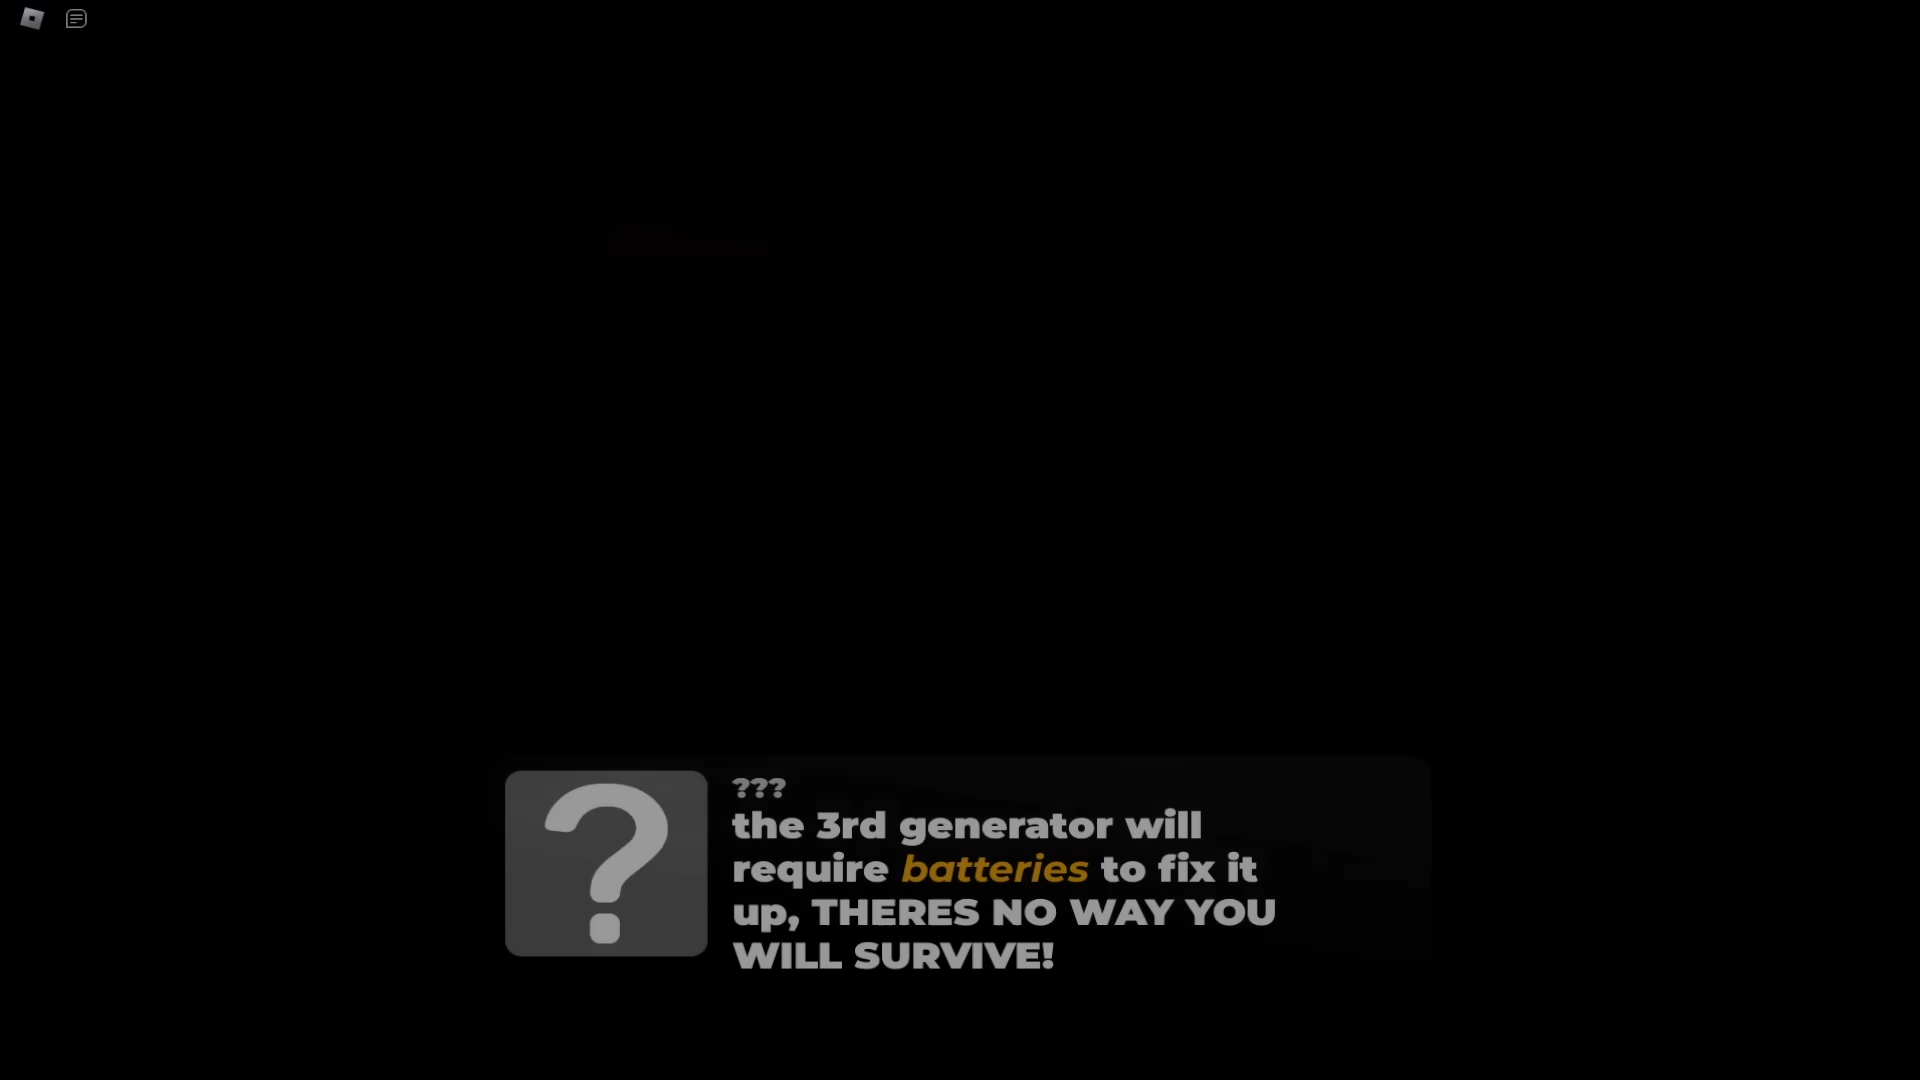 ???
the 3rd generator will
require batteries to fix it
up, THERES NO WAY YOU
WILL SURVIVE!